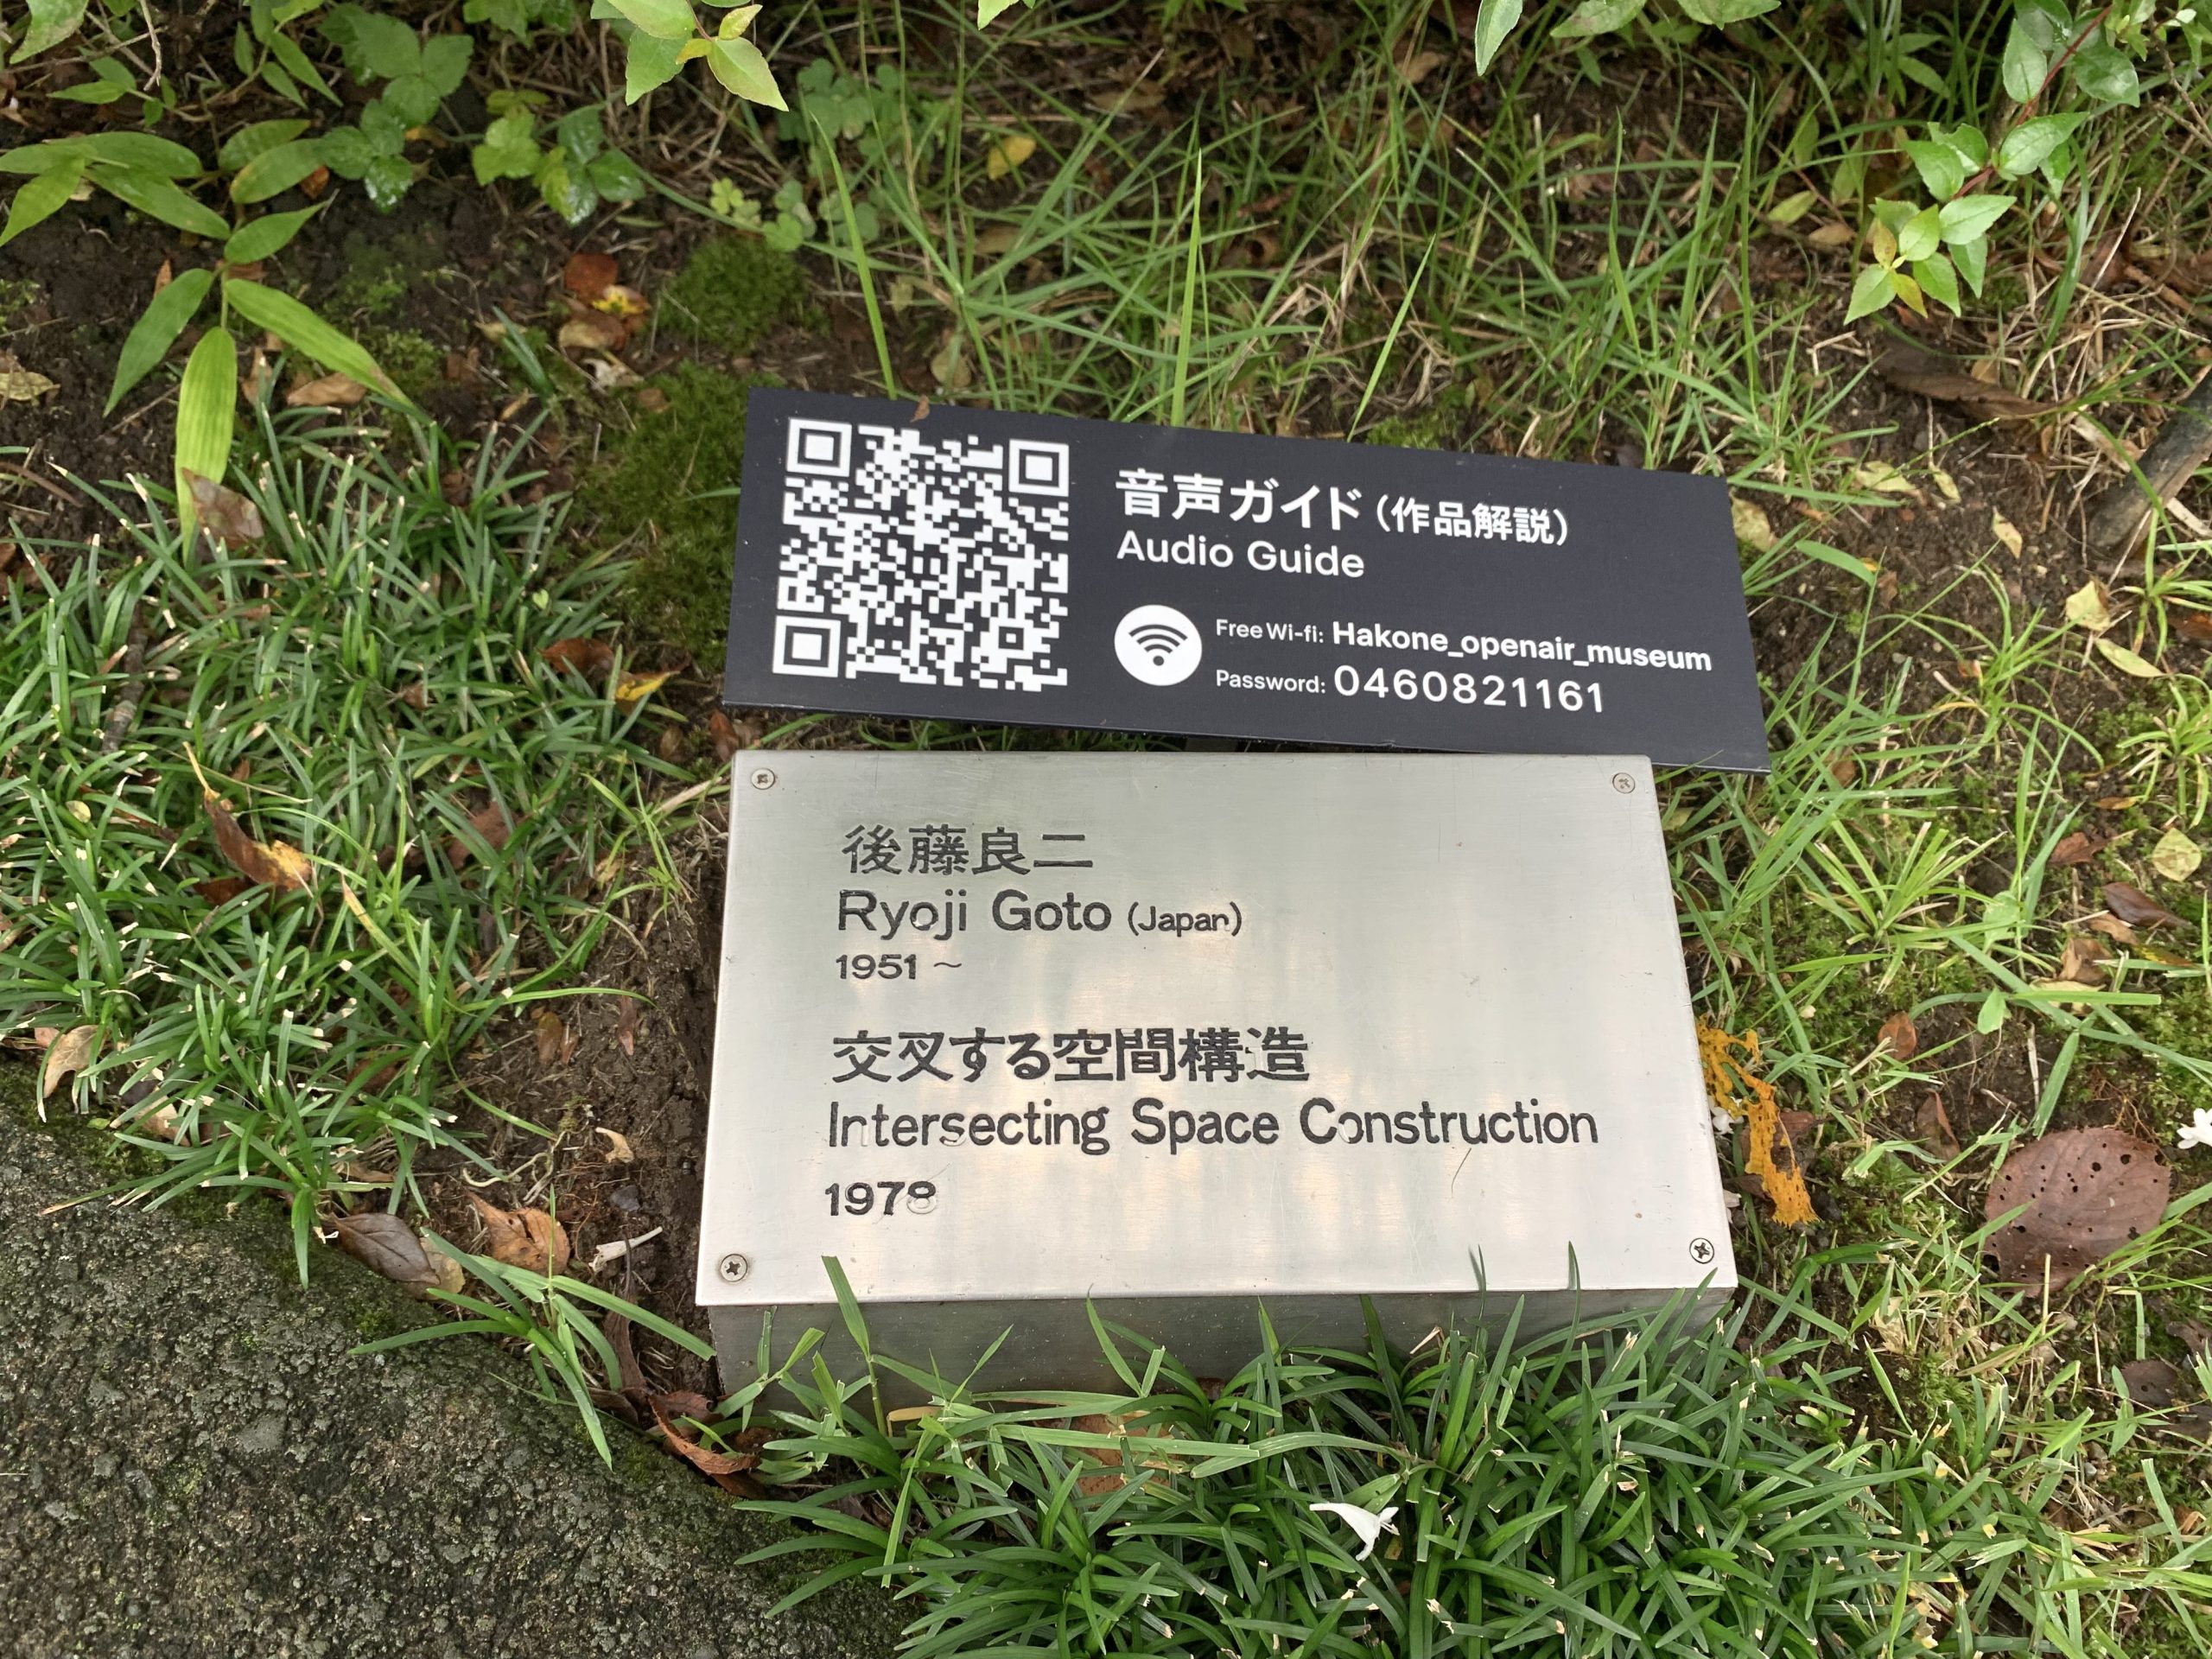 音声ガイド（作品解説）
Audio Guide
Free Wi-fi: Hakone_openair_museum
Password: 0460821161
後藤良二
Ryoji Goto (Japan)
1951 ～
交叉する空間構造
Intersecting Space Construction
1978